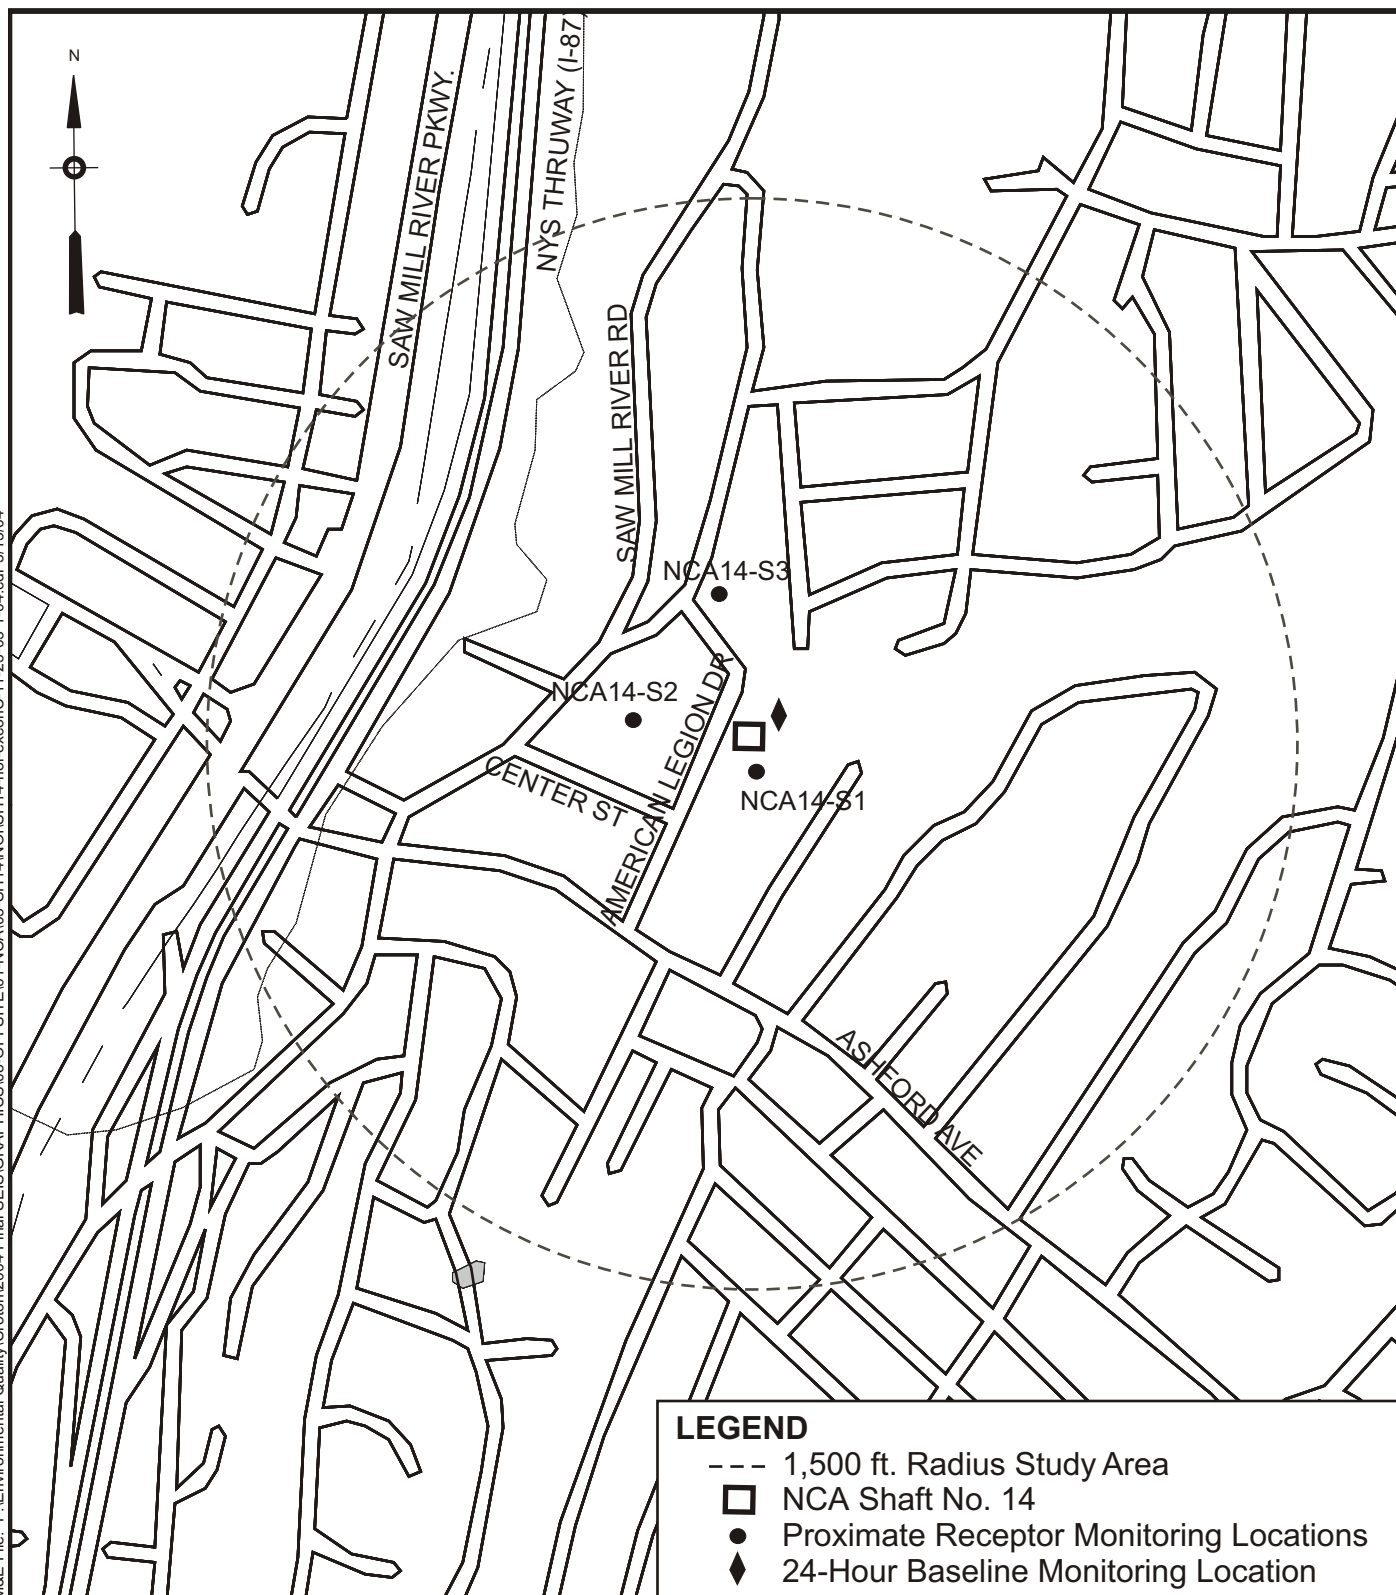 N
SAW MILL RIVER PKWY.
NYS THRUWAY (I-87
SAW MILL RIVER RD
NCA14-S3
NCA14-S2
AMERICAN LEGION DR
CENTER ST
NCA14-S1
ASHFORD AVE
LEGEND
1,500 ft. Radius Study Area
NCA Shaft No. 14
Proximate Receptor Monitoring Locations
24-Hour Baseline Monitoring Location